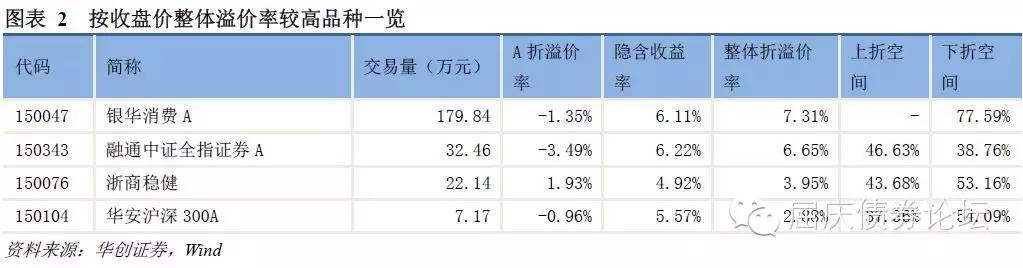 图表 2 按收盘价整体溢价率较高品种一览
代码 简称 交易量（万元） A 折溢价率 隐含收益率 整体折溢价率 上折空间 下折空间
150047 银华消费 A 179.84 -1.35% 6.11% 7.31% - 77.59%
150343 融通中证全指证券 A 32.46 -3.49% 6.22% 6.65% 46.63% 38.76%
150076 浙商稳健 22.14 1.93% 4.92% 3.95% 43.68% 53.16%
150104 华安沪深 300A 7.17 -0.96% 5.57%
资料来源：华创证券，Wind
屈庆债券论坛